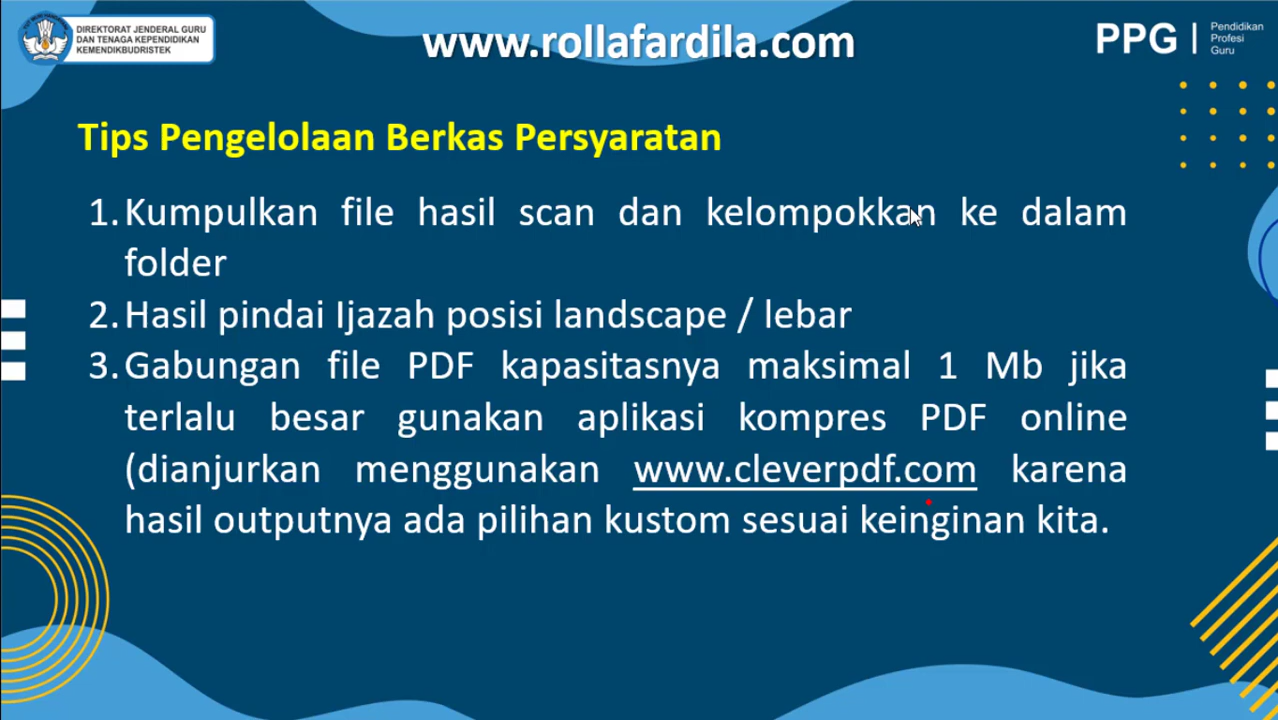 DIREKTORAT JENDERAL GURU
DAN TENAGA KEPENDIDIKAN
KEMENDIKBUDRISTEK
www.rollafardila.com
PPG
Pendidikan
Profesi
Guru
Tips Pengelolaan Berkas Persyaratan
1. Kumpulkan file hasil scan dan kelompokkan ke dalam
folder
2. Hasil pindai Ijazah posisi landscape / lebar
3. Gabungan file PDF kapasitasnya maksimal 1 Mb jika
terlalu besar gunakan aplikasi kompres PDF online
(dianjurkan menggunakan www.cleverpdf.com karena
hasil outputnya ada pilihan kustom sesuai keinginan kita.